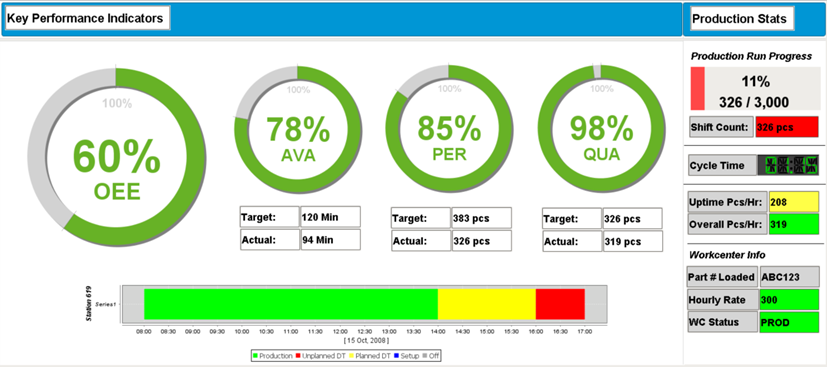 Key Performance Indicators
100%
60%
OEE
100%
78%
AVA
Target: 120 Min
Actual: 94 Min
100%
85%
PER
Target: 383 pcs
Actual: 326 pcs
100%
98%
QUA
Target: 326 pcs
Actual: 319 pcs
Station 619
Series1
08:00 08:30 09:00 09:30 10:00 10:30 11:00 11:30 12:00 12:30 13:00 13:30 14:00 14:30 15:00 15:30 16:00 16:30 17:00
[ 15 Oct, 2008 ]
Production Unplanned DT Planned DT Setup Off
Production Stats
Production Run Progress
11%
326 / 3,000
Shift Count: 326 pcs
Cycle Time
Uptime Pcs/Hr: 208
Overall Pcs/Hr: 319
Workcenter Info
Part # Loaded ABC123
Hourly Rate 300
WC Status PROD